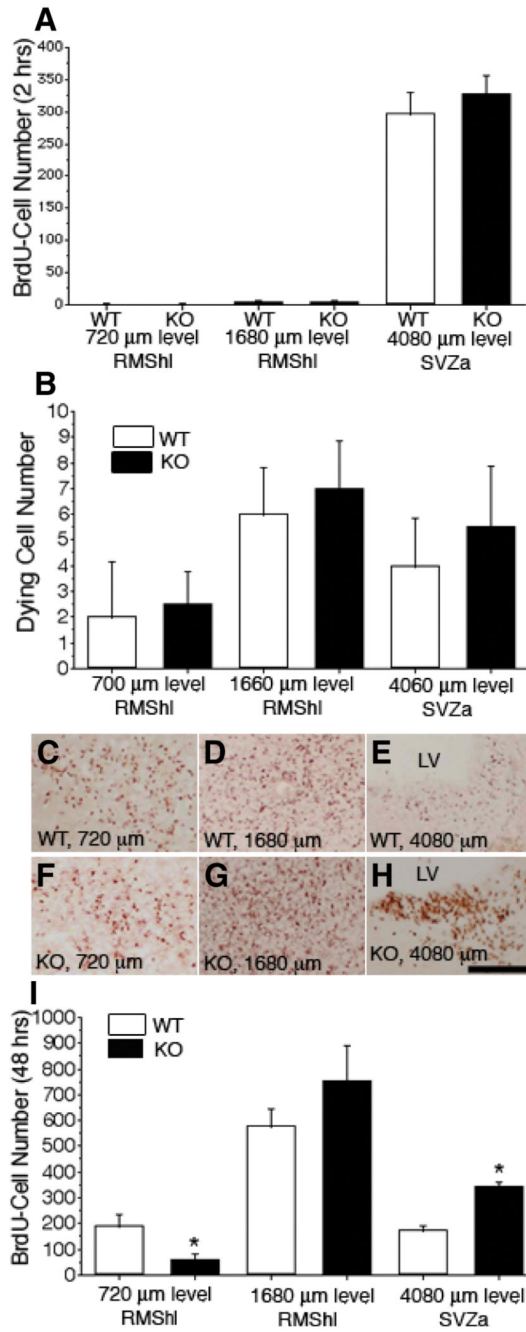 A
BrdU-Cell Number (2 hrs)
400
350
300
250
200
150
100
50
0
WT KO WT KO WT KO
720 µm level 1680 µm level 4080 µm level
RMShl RMShl SVZa
B
Dying Cell Number
10
9
8
7
6
5
4
3
2
1
0
WT
KO
700 µm level 1660 µm level 4060 µm level
RMShl RMShl SVZa
C D E
LV
WT, 720 µm WT, 1680 µm WT, 4080 µm
F G H
LV
KO, 720 µm KO, 1680 µm KO, 4080 µm
I
BrdU-Cell Number (48 hrs)
1000
900
800
700
600
500
400
300
200
100
0
WT
KO
*
*
720 µm level 1680 µm level 4080 µm level
RMShl RMShl SVZa